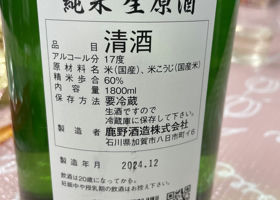 純米 生原酒
品目 清酒
アルコール分 17度
原材料名 米(国産)、米こうじ(国産米)
精米歩合 60%
内容量 1800ml
保存方法 要冷蔵
生酒ですので
冷蔵庫に保存して下さい。
製造者 鹿野酒造株式会社
石川県加賀市八日市町イ6
製造年月 2024.12
飲酒は20歳になってから。
妊娠中や授乳期の飲酒はお控え下さい。